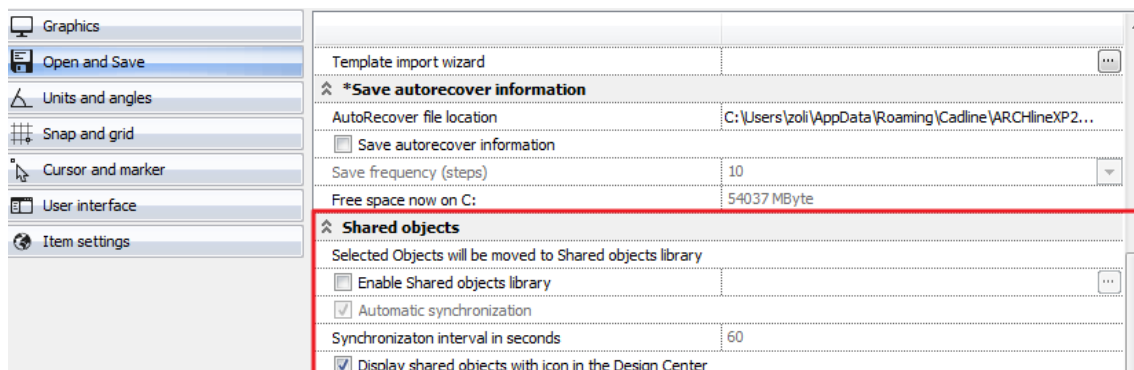 Graphics
Open and Save
Units and angles
Snap and grid
Cursor and marker
User interface
Item settings
Template import wizard
...
*Save autorecover information
AutoRecover file location C:\Users\zoli\AppData\Roaming\Cadline\ARCHlineXP2...
Save autorecover information
Save frequency (steps) 10
Free space now on C: 54037 MByte
Shared objects
Selected Objects will be moved to Shared objects library
Enable Shared objects library
...
Automatic synchronization
Synchronizaton interval in seconds 60
Display shared objects with icon in the Design Center